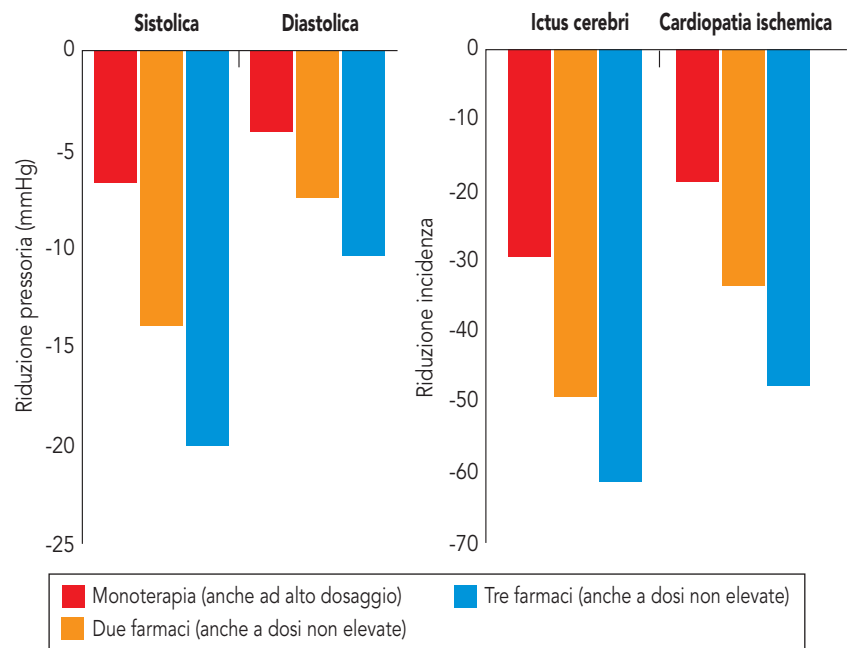 Sistolica Diastolica
0
-5
-10
-15
-20
-25
Riduzione pressoria (mmHg)
Ictus cerebri Cardiopatia ischemica
0
-10
-20
-30
-40
-50
-60
-70
Riduzione incidenza
Monoterapia (anche ad alto dosaggio)
Due farmaci (anche a dosi non elevate)
Tre farmaci (anche a dosi non elevate)